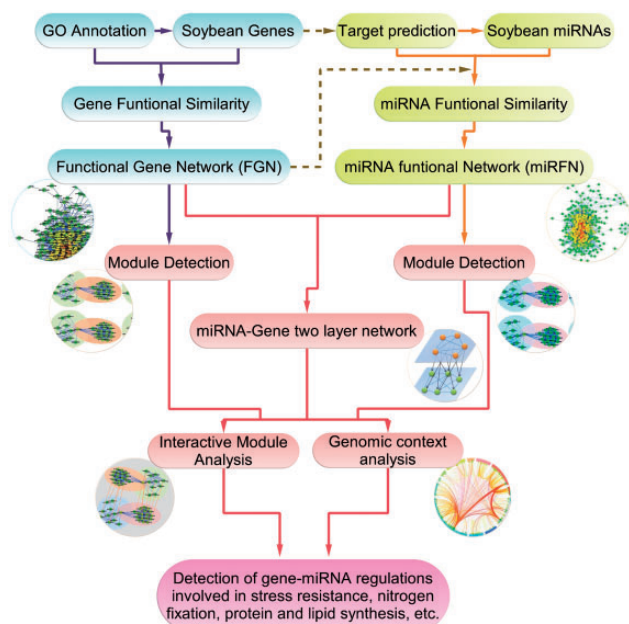 GO Annotation
Soybean Genes
Target prediction
Soybean miRNAs
Gene Funtional Similarity
miRNA Funtional Similarity
Functional Gene Network (FGN)
miRNA funtional Network (miRFN)
Module Detection
Module Detection
miRNA-Gene two layer network
Interactive Module
Analysis
Genomic context
analysis
Detection of gene-miRNA regulations
involved in stress resistance, nitrogen
fixation, protein and lipid synthesis, etc.